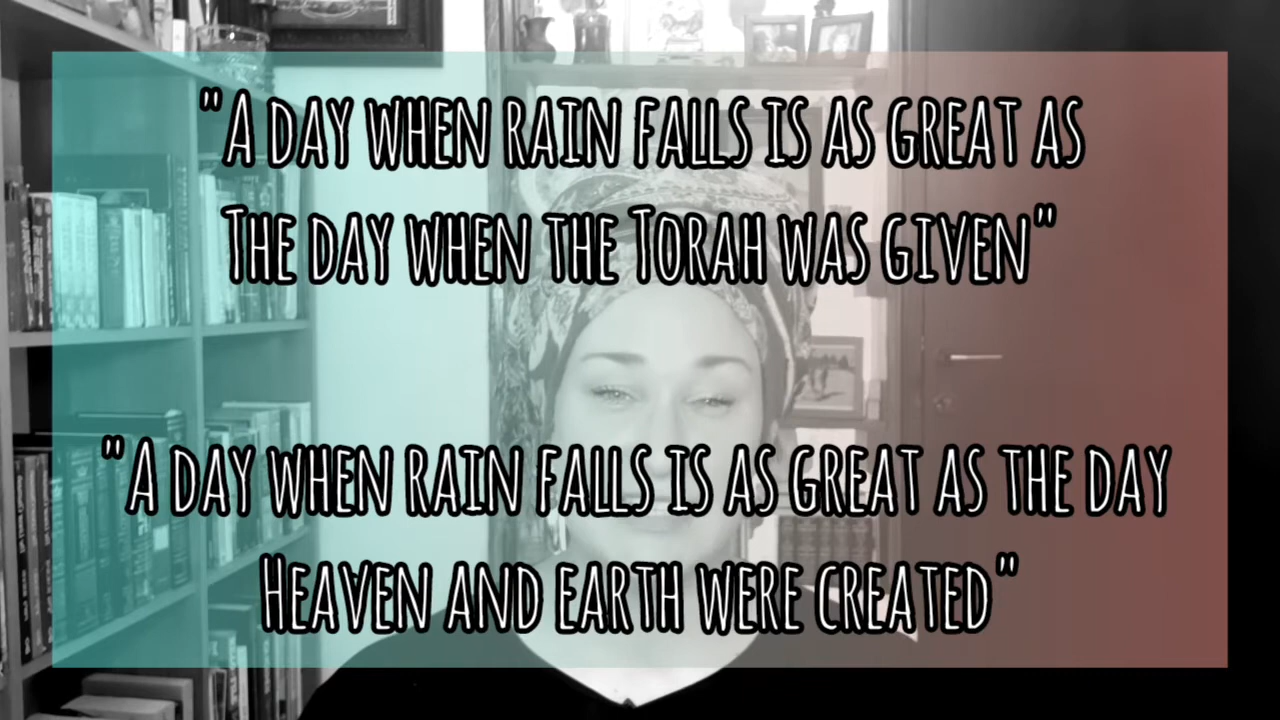 "A day when rain falls is as great as
The day when the Torah was given"
"A day when rain falls is as great as the day
Heaven and earth were created"